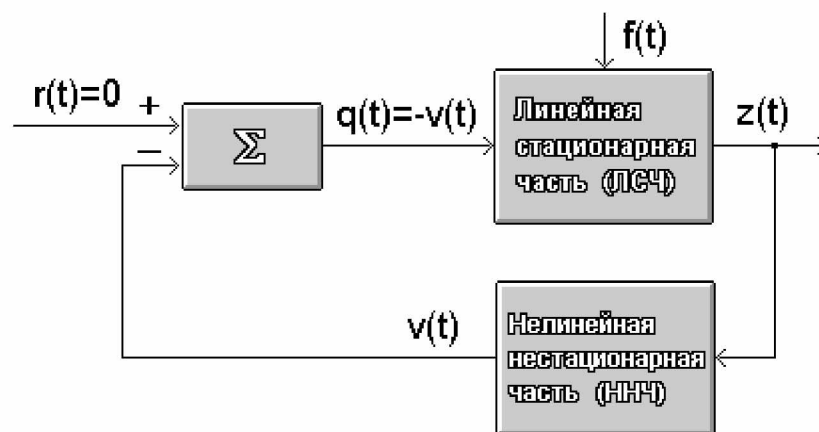 f(t)
r(t)=0
+
−
Σ
q(t)=-v(t)
Линейная
стационарная
часть (ЛСЧ)
z(t)
v(t)
Нелинейная
нестационарная
часть (ННЧ)